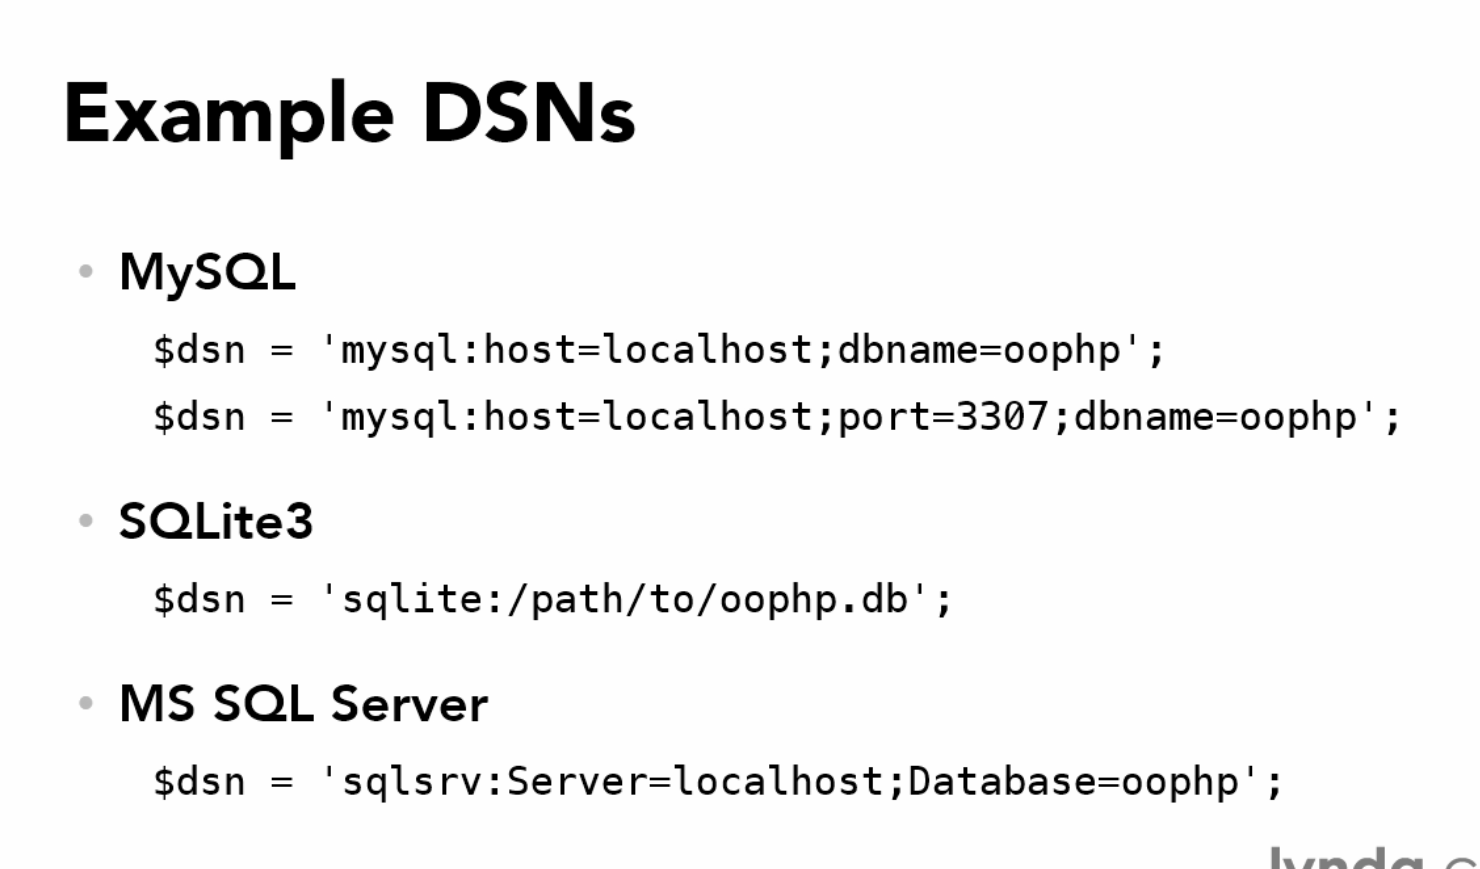 Example DSNs
• MySQL
$dsn = 'mysql:host=localhost;dbname=oophp';
$dsn = 'mysql:host=localhost;port=3307;dbname=oophp';
• SQLite3
$dsn = 'sqlite:/path/to/oophp.db';
• MS SQL Server
$dsn = 'sqlsrv:Server=localhost;Database=oophp';